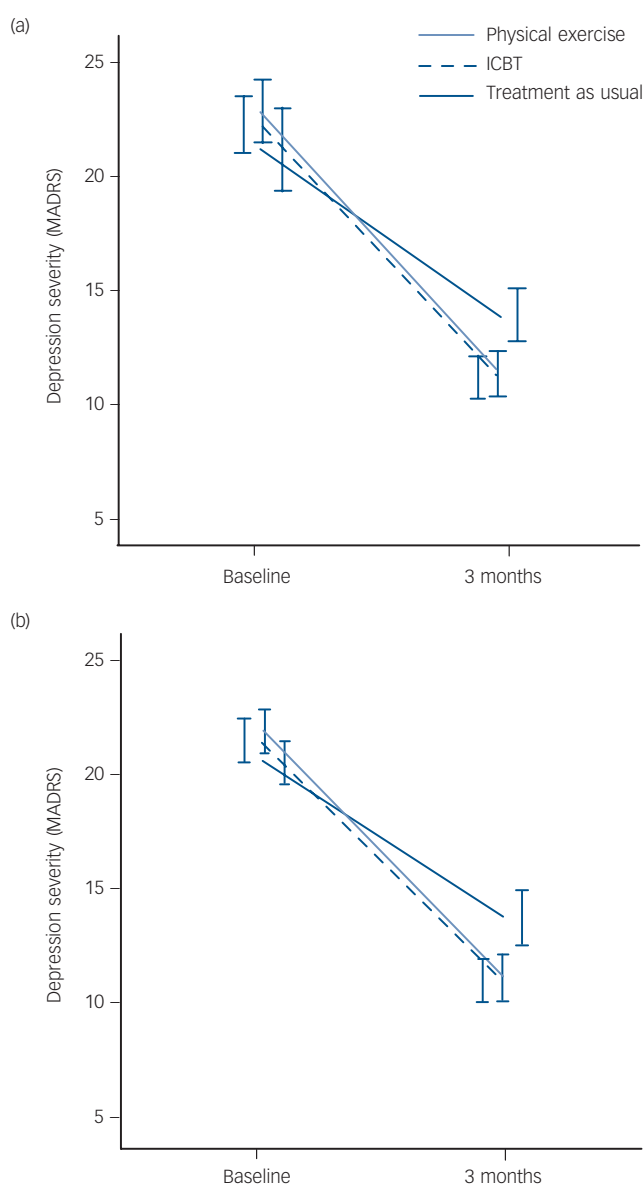 (a)
Physical exercise
ICBT
Treatment as usual
25
20
15
10
5
Depression severity (MADRS)
Baseline
3 months
(b)
25
20
15
10
5
Depression severity (MADRS)
Baseline
3 months